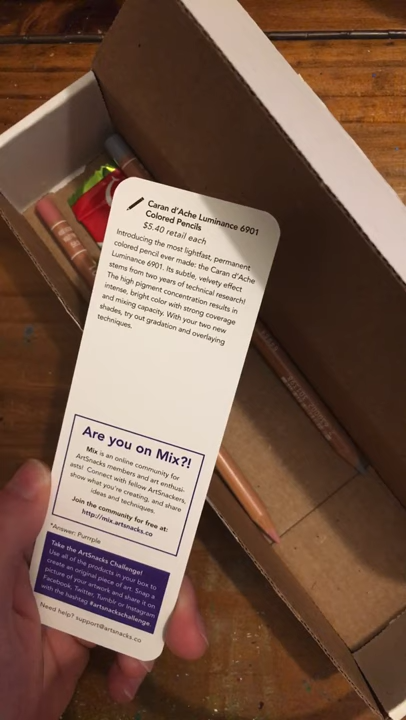 Caran d'Ache Luminance 6901
Colored Pencils
$5.40 retail each
Introducing the most lightfast, permanent
colored pencil ever made: the Caran d'Ache
Luminance 6901. Its subtle, velvety effect
stems from two years of technical research!
The high pigment concentration results in
intense, bright color with strong coverage
and mixing capacity. With your two new
shades, try out gradation and overlaying
techniques.
Are you on Mix?!
Mix is an online community for
ArtSnacks members and art enthusi-
asts! Connect with fellow ArtSnackers,
show what you're creating, and share
ideas and techniques.
Join the community for free at:
http://mix.artsnacks.co
*Answer: Purrple
Take the ArtSnacks Challenge!
Use all of the products in your box to
create an original piece of art. Snap a
picture of your artwork and share it on
Facebook, Twitter, Tumblr or Instagram
with the hashtag #artsnackschallenge.
Need help? support@artsnacks.co